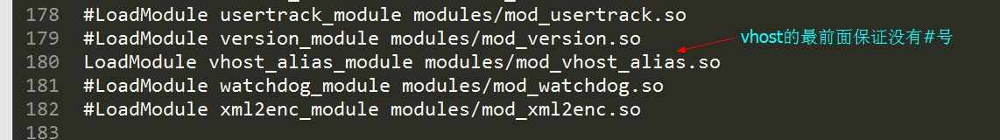 178 #LoadModule usertrack_module modules/mod_usertrack.so
179 #LoadModule version_module modules/mod_version.so
vhost的最前面保证没有#号
180 LoadModule vhost_alias_module modules/mod_vhost_alias.so
181 #LoadModule watchdog_module modules/mod_watchdog.so
182 #LoadModule xml2enc_module modules/mod_xml2enc.so
183